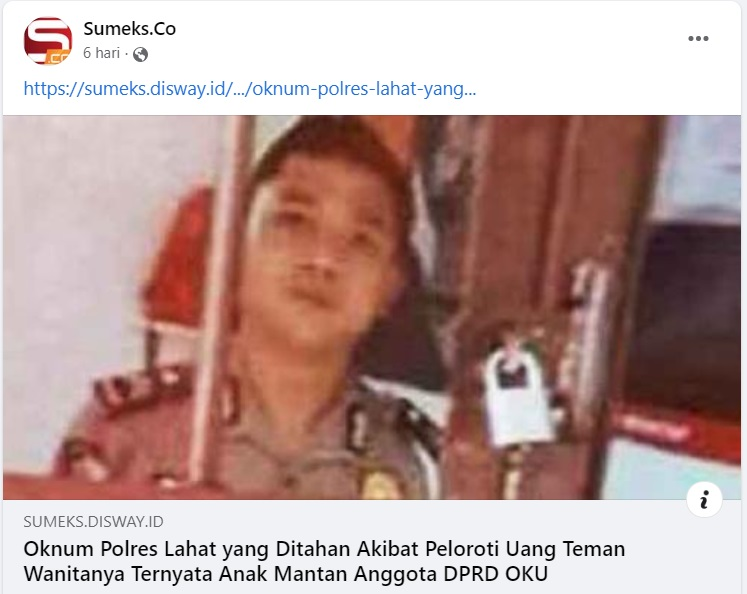 Sumeks.Co
6 hari ·
https://sumeks.disway.id/.../oknum-polres-lahat-yang...
SUMEKS.DISWAY.ID
Oknum Polres Lahat yang Ditahan Akibat Peloroti Uang Teman
Wanitanya Ternyata Anak Mantan Anggota DPRD OKU